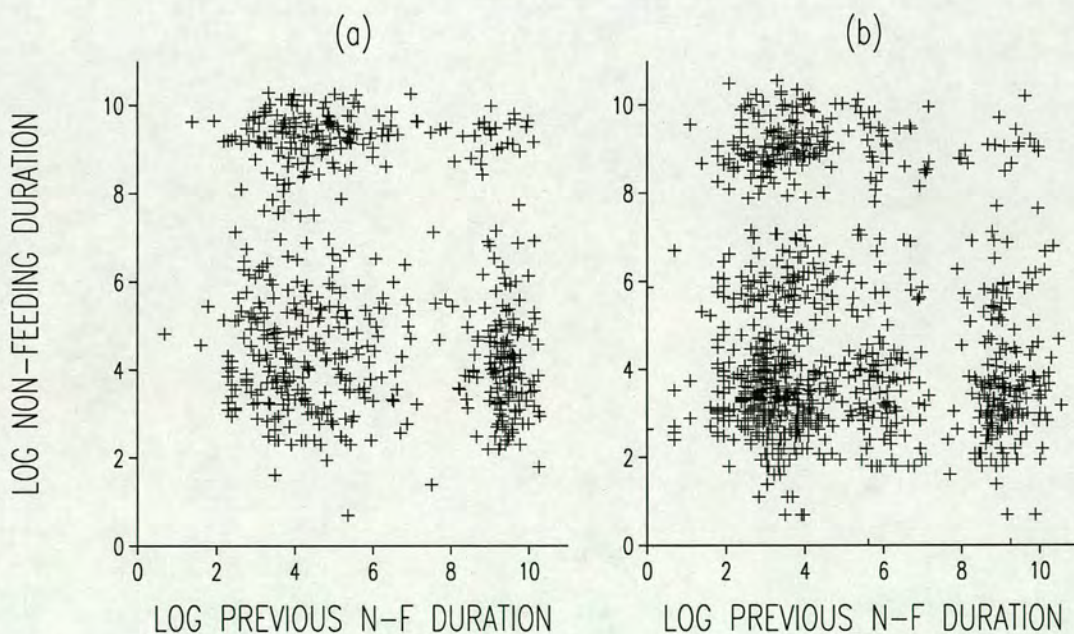 (a) (b)
LOG NON-FEEDING DURATION
10 10
8 8
6 6
4 4
2 2
0 0
0 2 4 6 8 10 0 2 4 6 8 10
LOG PREVIOUS N-F DURATION LOG PREVIOUS N-F DURATION